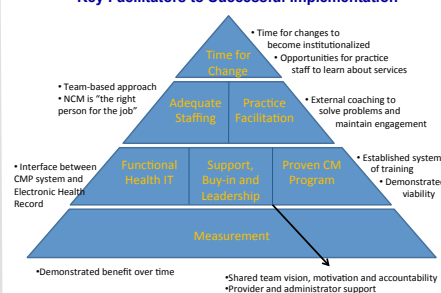 Key Facilitators to Successful Implementation
Time for
Change
• Time for changes to
become institutionalized
• Opportunities for practice
staff to learn about services
• Team-based approach
• NCM is "the right
person for the job"
Adequate
Staffing
Practice
Facilitation
• External coaching to
solve problems and
maintain engagement
• Interface between
CMP system and
Electronic Health
Record
Functional
Health IT
Support,
Buy-in and
Leadership
Proven CM
Program
• Established system
of training
• Demonstrated
viability
Measurement
•Demonstrated benefit over time
•Shared team vision, motivation and accountability
•Provider and administrator support